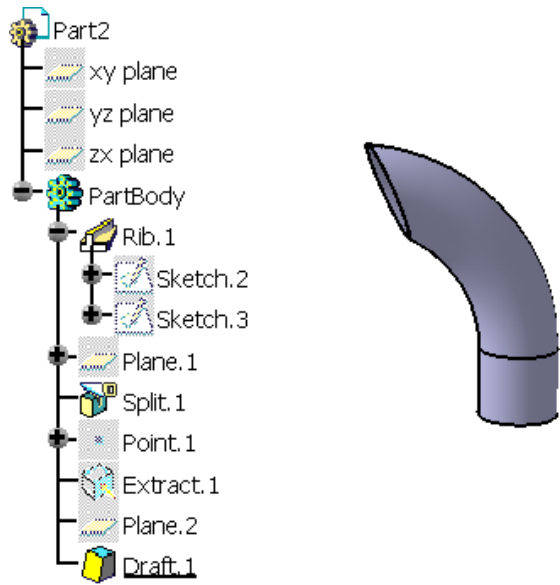 Part2
xy plane
yz plane
zx plane
PartBody
Rib.1
Sketch.2
Sketch.3
Plane.1
Split.1
Point.1
Extract.1
Plane.2
Draft.1